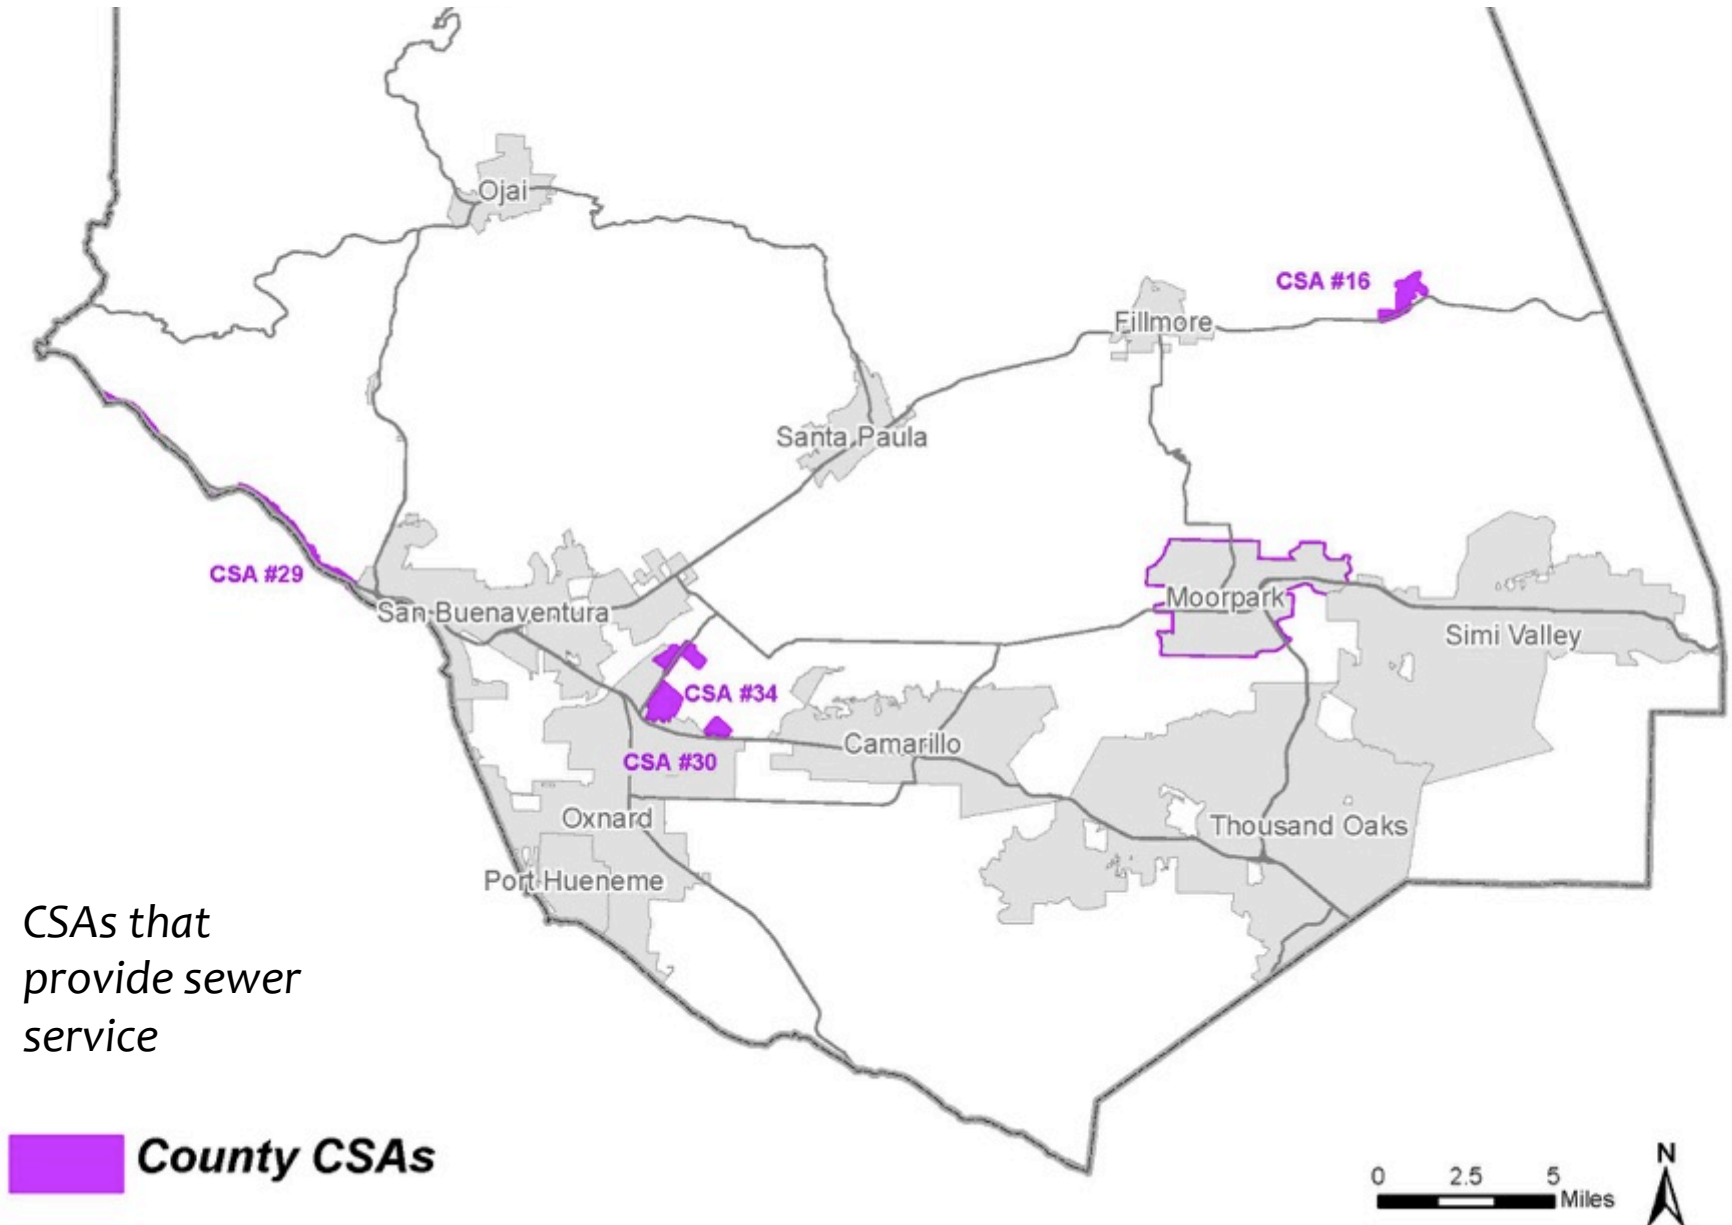 Ojai
CSA #16
Fillmore
Santa Paula
CSA #29
San Buenaventura
Moorpark
Simi Valley
CSA #34
Camarillo
CSA #30
Oxnard
Thousand Oaks
Port Hueneme
CSAs that
provide sewer
service
County CSAs
0 2.5 5
Miles
N